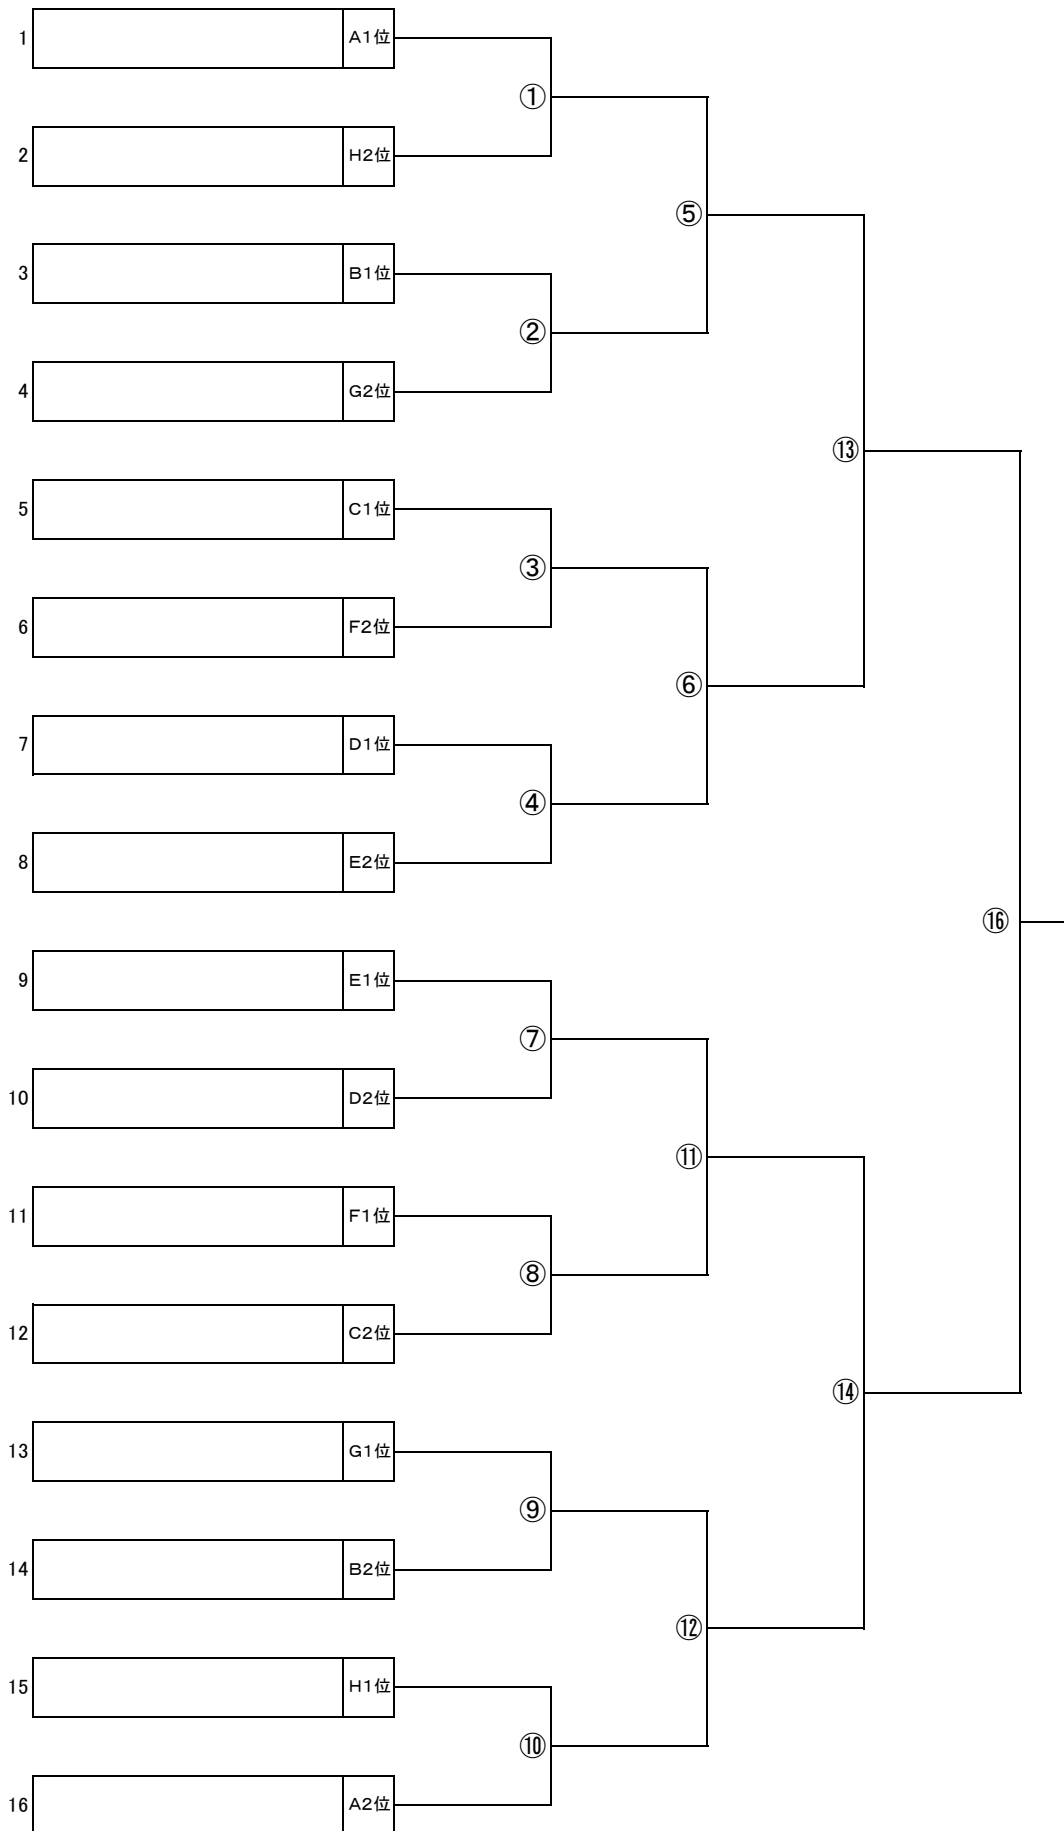 1 A1位
①
2 H2位
⑤
3 B1位
②
4 G2位
⑬
5 C1位
③
6 F2位
⑥
7 D1位
④
8 E2位
⑯
9 E1位
⑦
10 D2位
⑪
11 F1位
⑧
12 C2位
⑭
13 G1位
⑨
14 B2位
⑫
15 H1位
⑩
16 A2位